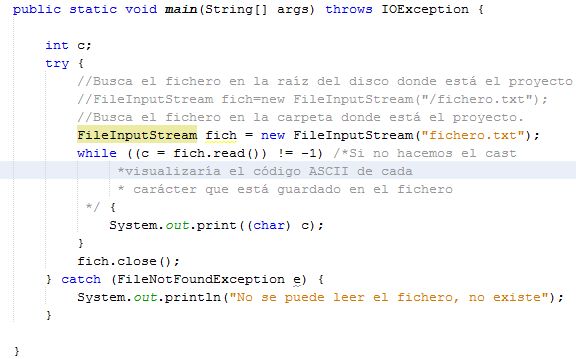 public static void main(String[] args) throws IOException {
int c;
try {
//Busca el fichero en la raíz del disco donde está el proyecto
//FileInputStream fich=new FileInputStream("/fichero.txt");
//Busca el fichero en la carpeta donde está el proyecto.
FileInputStream fich = new FileInputStream("fichero.txt");
while ((c = fich.read()) != -1) /*Si no hacemos el cast
*visualizaría el código ASCII de cada
* carácter que está guardado en el fichero
*/ {
System.out.print((char) c);
}
fich.close();
} catch (FileNotFoundException e) {
System.out.println("No se puede leer el fichero, no existe");
}
}